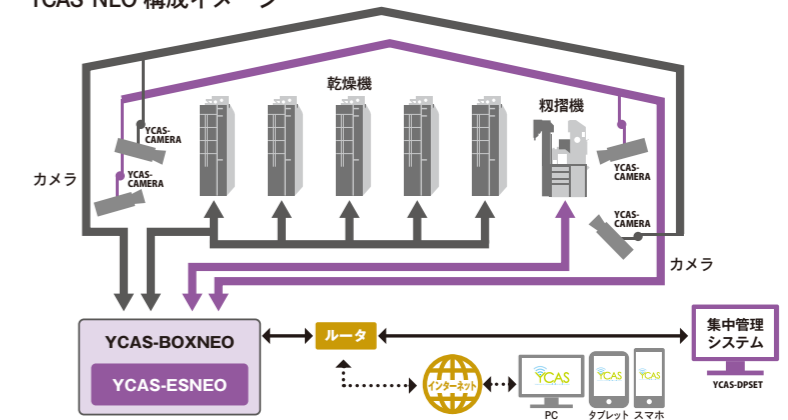 YCAS-NEO 構成イメージ
乾燥機
籾摺機
YCAS-
CAMERA
YCAS-
CAMERA
カメラ
YCAS-
CAMERA
YCAS-
CAMERA
カメラ
YCAS-BOXNEO
YCAS-ESNEO
ルータ
インターネット
YCAS
YCAS
YCAS
PC
タブレット
スマホ
集中管理
システム
YCAS-DPSET